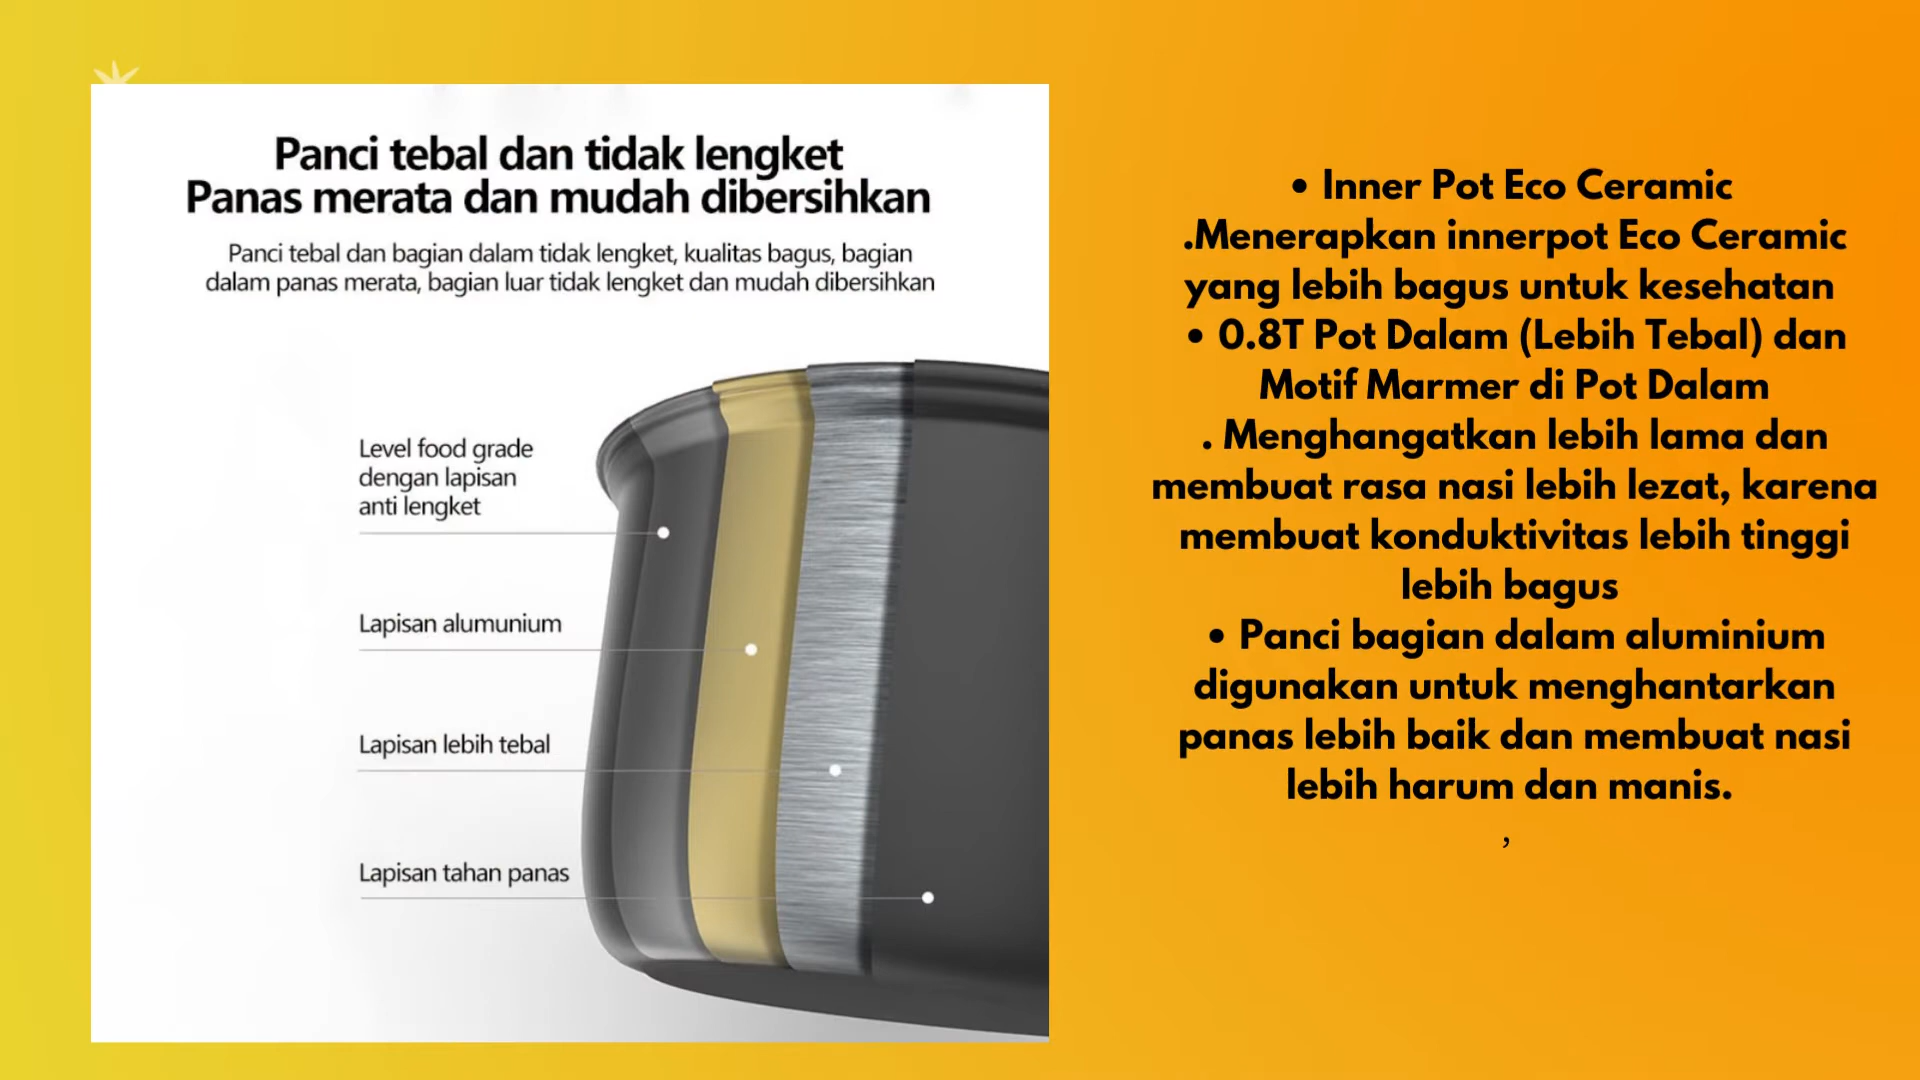 Panci tebal dan tidak lengket
Panas merata dan mudah dibersihkan
Panci tebal dan bagian dalam tidak lengket, kualitas bagus, bagian
dalam panas merata, bagian luar tidak lengket dan mudah dibersihkan
Level food grade
dengan lapisan
anti lengket
Lapisan alumunium
Lapisan lebih tebal
Lapisan tahan panas
• Inner Pot Eco Ceramic
.Menerapkan innerpot Eco Ceramic
yang lebih bagus untuk kesehatan
• 0.8T Pot Dalam (Lebih Tebal) dan
Motif Marmer di Pot Dalam
. Menghangatkan lebih lama dan
membuat rasa nasi lebih lezat, karena
membuat konduktivitas lebih tinggi
lebih bagus
• Panci bagian dalam aluminium
digunakan untuk menghantarkan
panas lebih baik dan membuat nasi
lebih harum dan manis.
,